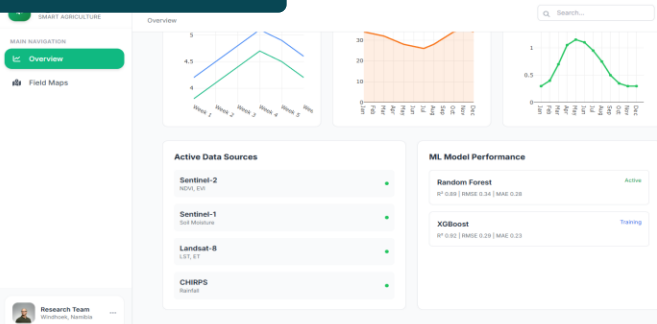 SMART AGRICULTURE
Overview
Search...
MAIN NAVIGATION
Overview
Field Maps
5
4.5
4
Week 1
Week 2
Week 3
Week 4
Week 5
30
20
10
0
Jan
Feb
Mar
Apr
May
Jun
Jul
Aug
Sep
Oct
Nov
Dec
1
0.5
0
Jan
Feb
Mar
Apr
May
Jun
Jul
Aug
Sep
Oct
Nov
Dec
Active Data Sources
Sentinel-2
NDVI, EVI
Sentinel-1
Soil Moisture
Landsat-8
LST, ET
CHIRPS
Rainfall
ML Model Performance
Random Forest
Active
R² 0.89 | RMSE 0.34 | MAE 0.28
XGBoost
Training
R² 0.92 | RMSE 0.29 | MAE 0.23
Research Team
Windhoek, Namibia